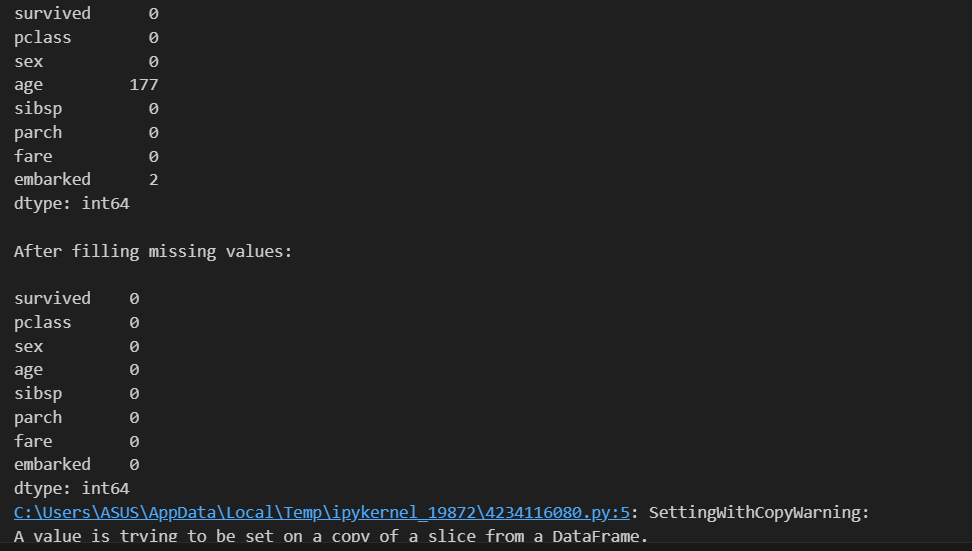 survived      0
pclass        0
sex           0
age         177
sibsp         0
parch         0
fare          0
embarked      2
dtype: int64
After filling missing values:
survived    0
pclass      0
sex         0
age         0
sibsp       0
parch       0
fare        0
embarked    0
dtype: int64
C:\Users\ASUS\AppData\Local\Temp\ipykernel_19872\4234116080.py:5: SettingWithCopyWarning:
A value is trying to be set on a copy of a slice from a DataFrame.